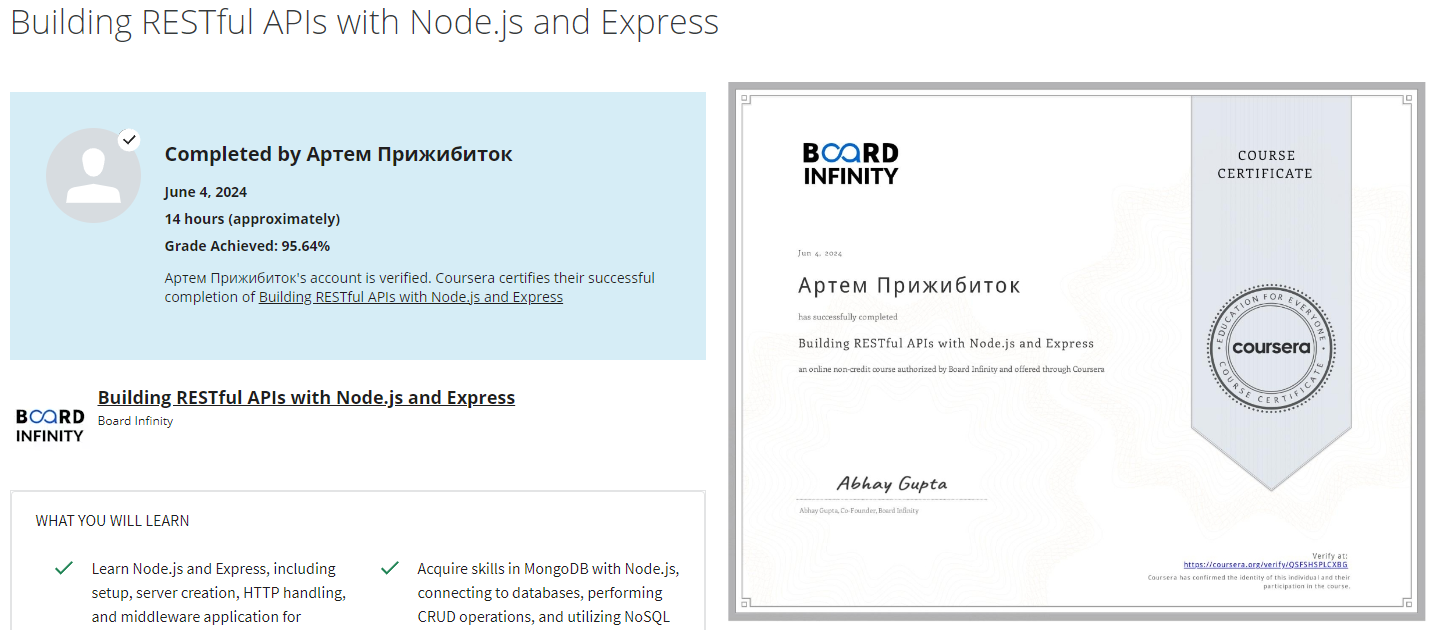 Building RESTful APIs with Node.js and Express
Completed by Артем Прижибиток
June 4, 2024
14 hours (approximately)
Grade Achieved: 95.64%
Артем Прижибиток's account is verified. Coursera certifies their successful
completion of Building RESTful APIs with Node.js and Express
BOARD
INFINITY
Building RESTful APIs with Node.js and Express
Board Infinity
WHAT YOU WILL LEARN
Learn Node.js and Express, including
setup, server creation, HTTP handling,
and middleware application for
Acquire skills in MongoDB with Node.js,
connecting to databases, performing
CRUD operations, and utilizing NoSQL
BOARD
INFINITY
COURSE
CERTIFICATE
Jun 4, 2024
Артем Прижибиток
has successfully completed
Building RESTful APIs with Node.js and Express
an online non-credit course authorized by Board Infinity and offered through Coursera
EDUCATION FOR EVERYONE
coursera
COURSE CERTIFICATE
Abhay Gupta
Abhay Gupta, Co-Founder, Board Infinity
Verify at:
https://coursera.org/verify/QSFSHSPLCXBG
Coursera has confirmed the identity of this individual and their
participation in the course.